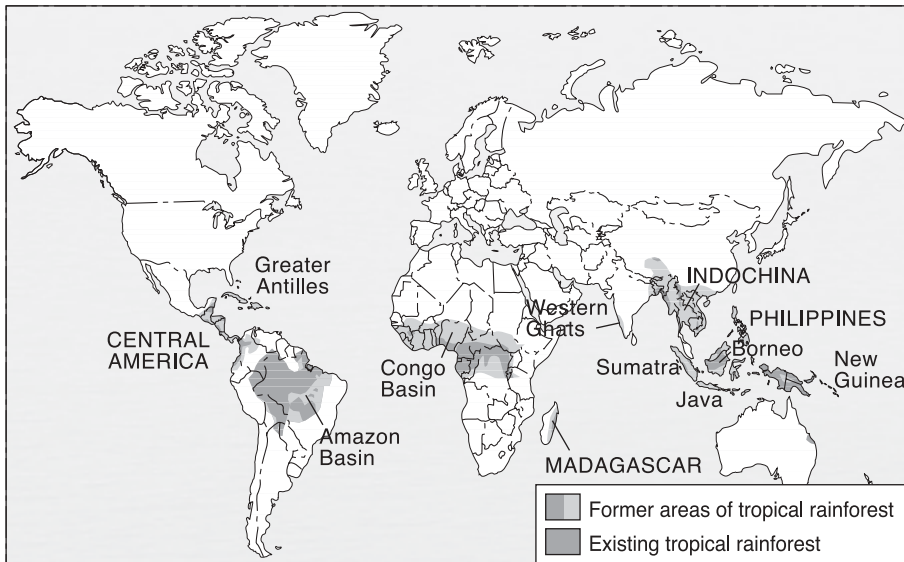 Greater
Antilles
CENTRAL
AMERICA
Amazon
Basin
Congo
Basin
Western
Ghats
MADAGASCAR
INDOCHINA
PHILIPPINES
Sumatra
Borneo
Java
New
Guinea
Former areas of tropical rainforest
Existing tropical rainforest